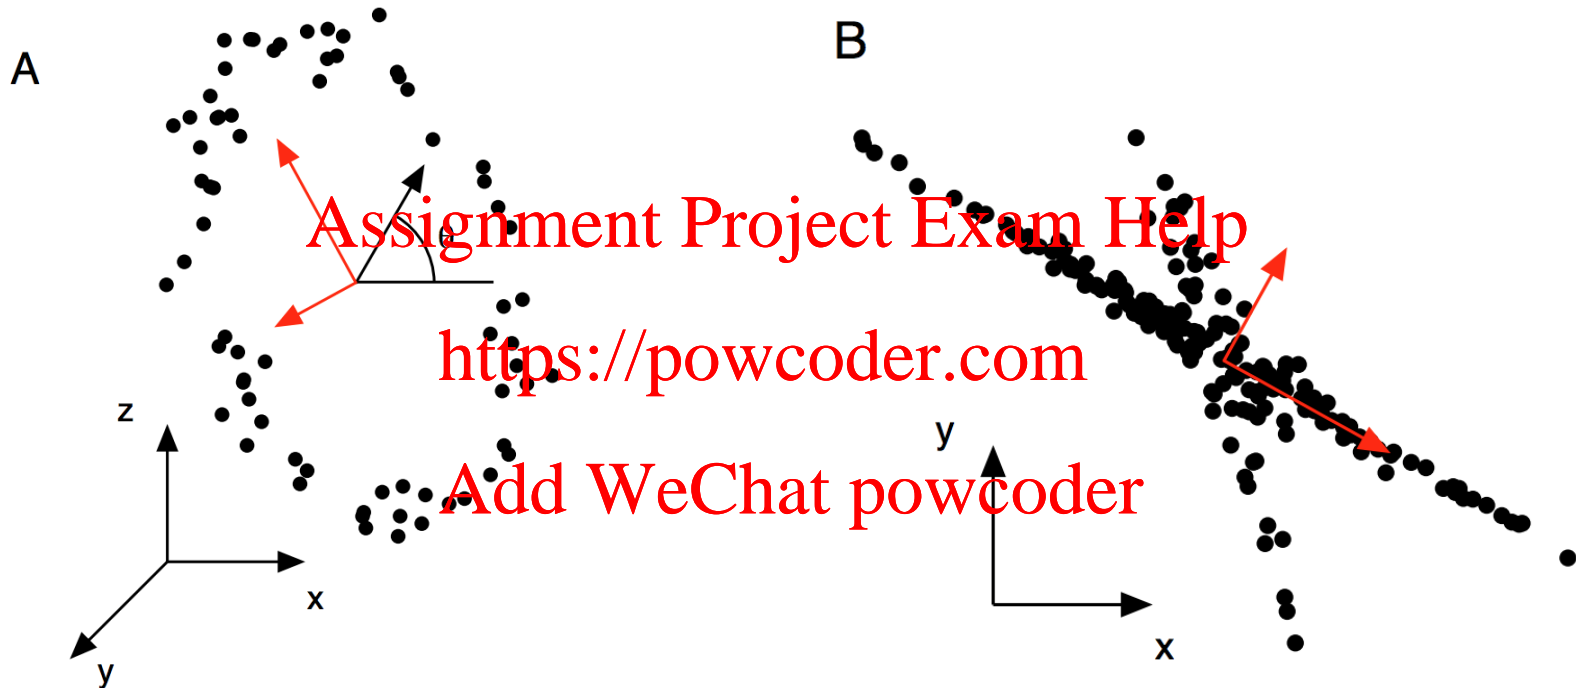 A
B
θ
Assignment Project Exam Help
https://powcoder.com
z
y
Add WeChat powcoder
x
y
x